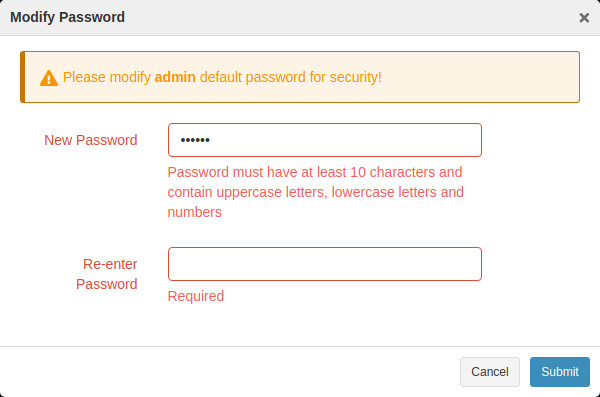 Modify Password ×
Please modify admin default password for security!
New Password ••••••
Password must have at least 10 characters and
contain uppercase letters, lowercase letters and
numbers
Re-enter
Password
Required
Cancel Submit